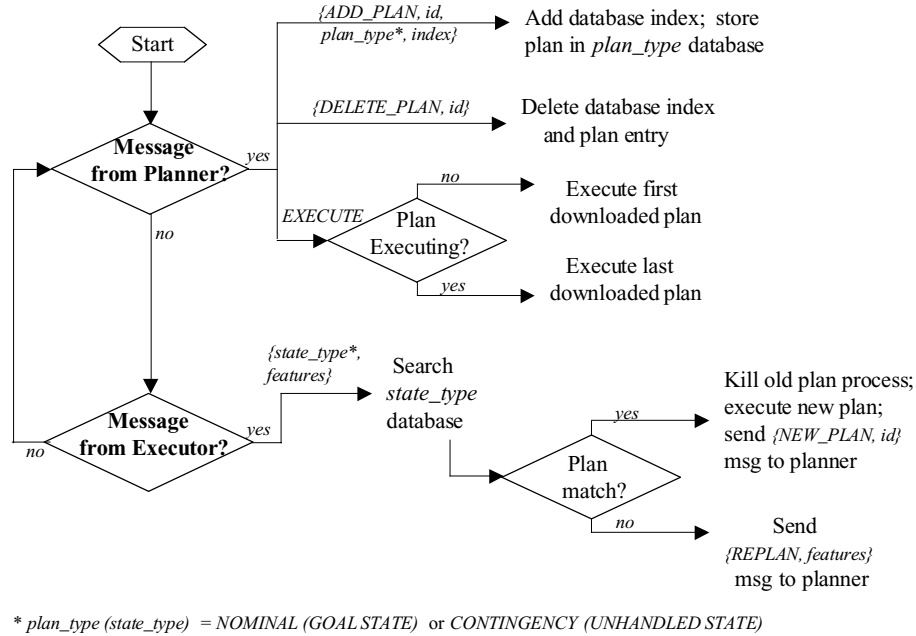 Start
Message
from Planner?
yes
no
{ADD_PLAN, id,
plan_type*, index}
Add database index; store
plan in plan_type database
{DELETE_PLAN, id}
Delete database index
and plan entry
EXECUTE
Plan
Executing?
no
Execute first
downloaded plan
yes
Execute last
downloaded plan
Message
from Executor?
no
yes
{state_type*,
features}
Search
state_type
database
Plan
match?
yes
Kill old plan process;
execute new plan;
send {NEW_PLAN, id}
msg to planner
no
Send
{REPLAN, features}
msg to planner
* plan_type (state_type) = NOMINAL (GOAL STATE) or CONTINGENCY (UNHANDLED STATE)